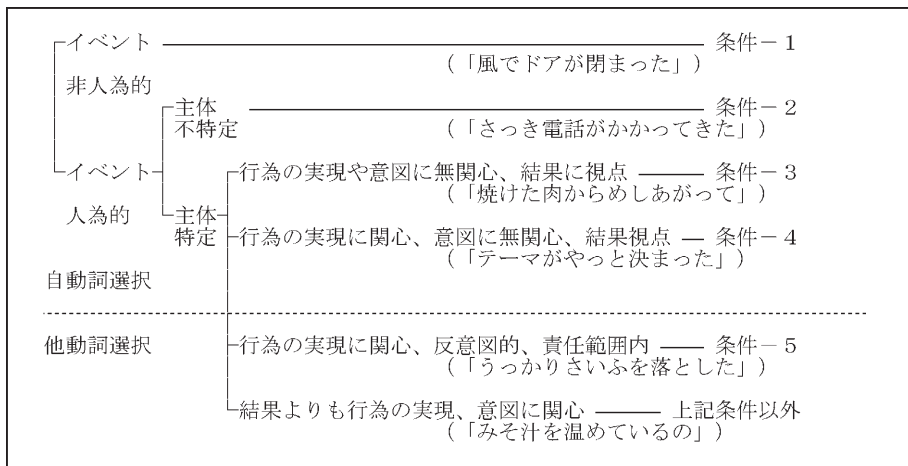 イベント 条件－１
（「風でドアが閉まった」）
非人為的
主体 条件－２
不特定 （「さっき電話がかかってきた」）
イベント 行為の実現や意図に無関心、結果に視点 条件－３
（「焼けた肉からめしあがって」）
人為的 主体
特定 行為の実現に関心、意図に無関心、結果視点 条件－４
（「テーマがやっと決まった」）
自動詞選択
他動詞選択 行為の実現に関心、反意図的、責任範囲内 条件－５
（「うっかりさいふを落とした」）
結果よりも行為の実現、意図に関心 上記条件以外
（「みそ汁を温めているの」）